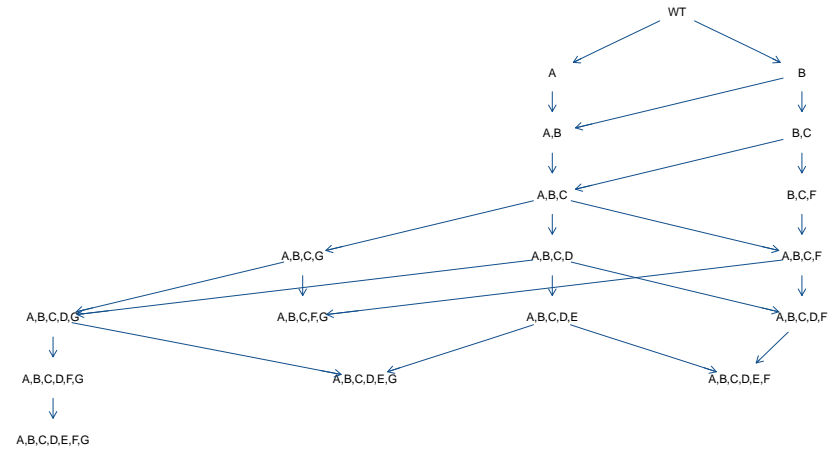 WT
A
B
A,B
B,C
A,B,C
B,C,F
A,B,C,G
A,B,C,D
A,B,C,F
A,B,C,D,G
A,B,C,F,G
A,B,C,D,E
A,B,C,D,F
A,B,C,D,F,G
A,B,C,D,E,G
A,B,C,D,E,F
A,B,C,D,E,F,G